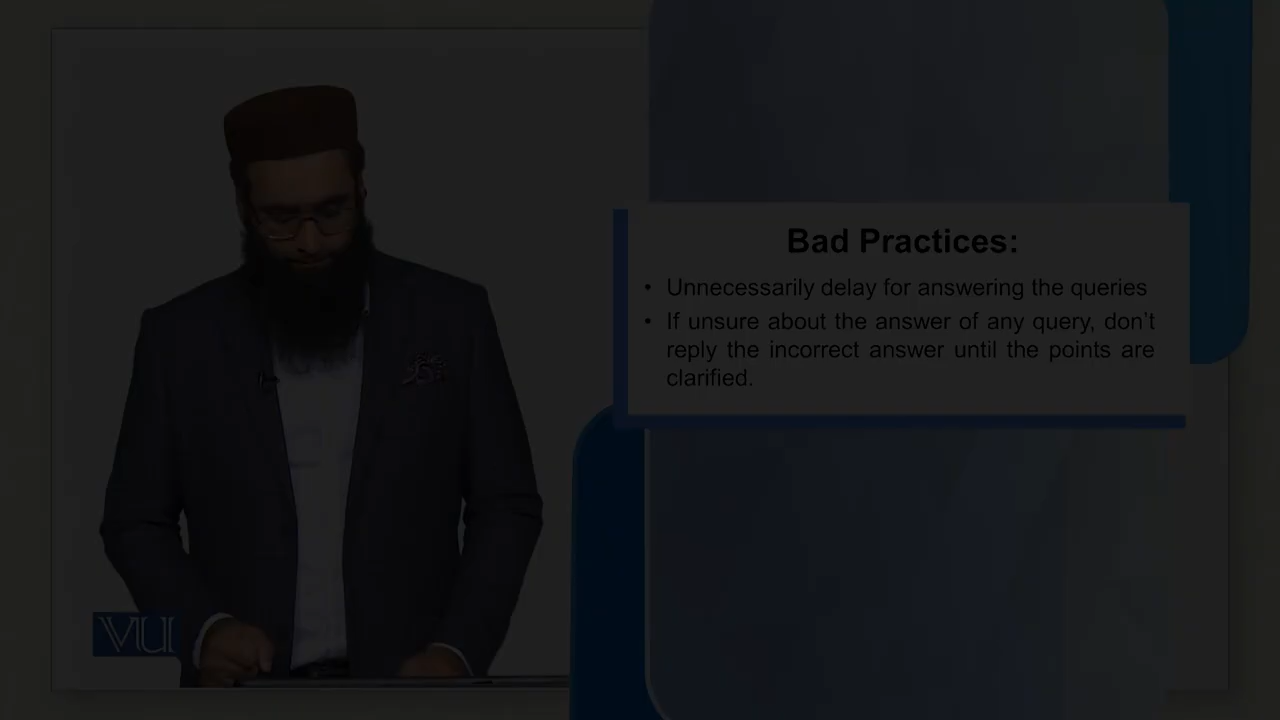 Bad Practices:
• Unnecessarily delay for answering the queries
• If unsure about the answer of any query, don't
reply the incorrect answer until the points are
clarified.
VU